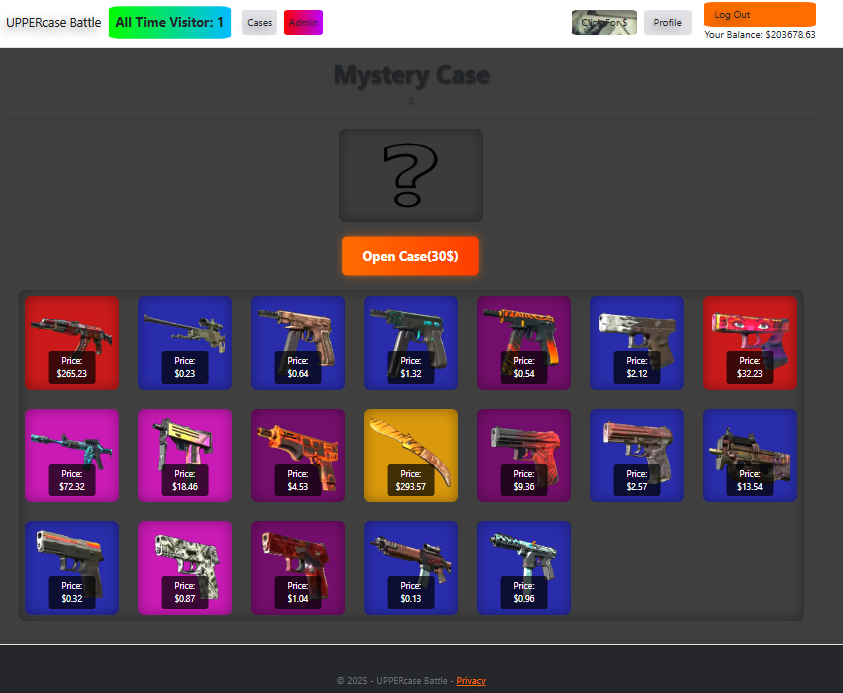 UPPERcase Battle
All Time Visitor: 1
Cases
Admin
Click For $
Profile
Log Out
Your Balance: $203678.63
Mystery Case
?
Open Case(30$)
Price:
$265.23
Price:
$0.23
Price:
$0.64
Price:
$1.32
Price:
$0.54
Price:
$2.12
Price:
$32.23
Price:
$72.32
Price:
$18.46
Price:
$4.53
Price:
$293.57
Price:
$9.36
Price:
$2.57
Price:
$13.54
Price:
$0.32
Price:
$0.87
Price:
$1.04
Price:
$0.13
Price:
$0.96
© 2025 - UPPERcase Battle - Privacy